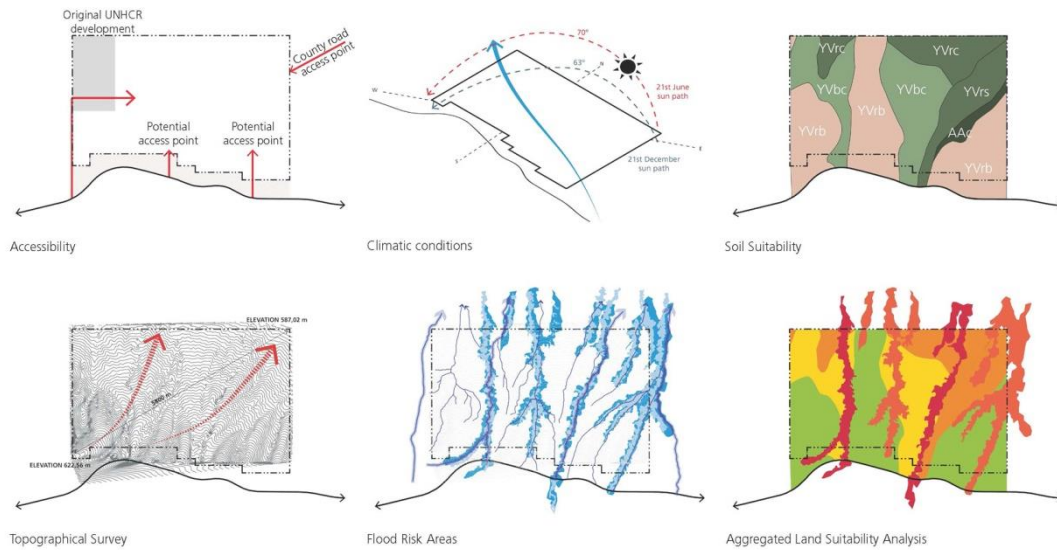 Original UNHCR
development
County road
access point
Potential
access point
Potential
access point
Accessibility
70°
63°
W
N
E
S
21st June
sun path
21st December
sun path
Climatic conditions
YVrc
YVrc
YVbc
YVbc
YVrs
YVrb
YVrb
AAc
YVrb
Soil Suitability
ELEVATION 587,02 m
5800 m
ELEVATION 622,56 m
Topographical Survey
Flood Risk Areas
Aggregated Land Suitability Analysis